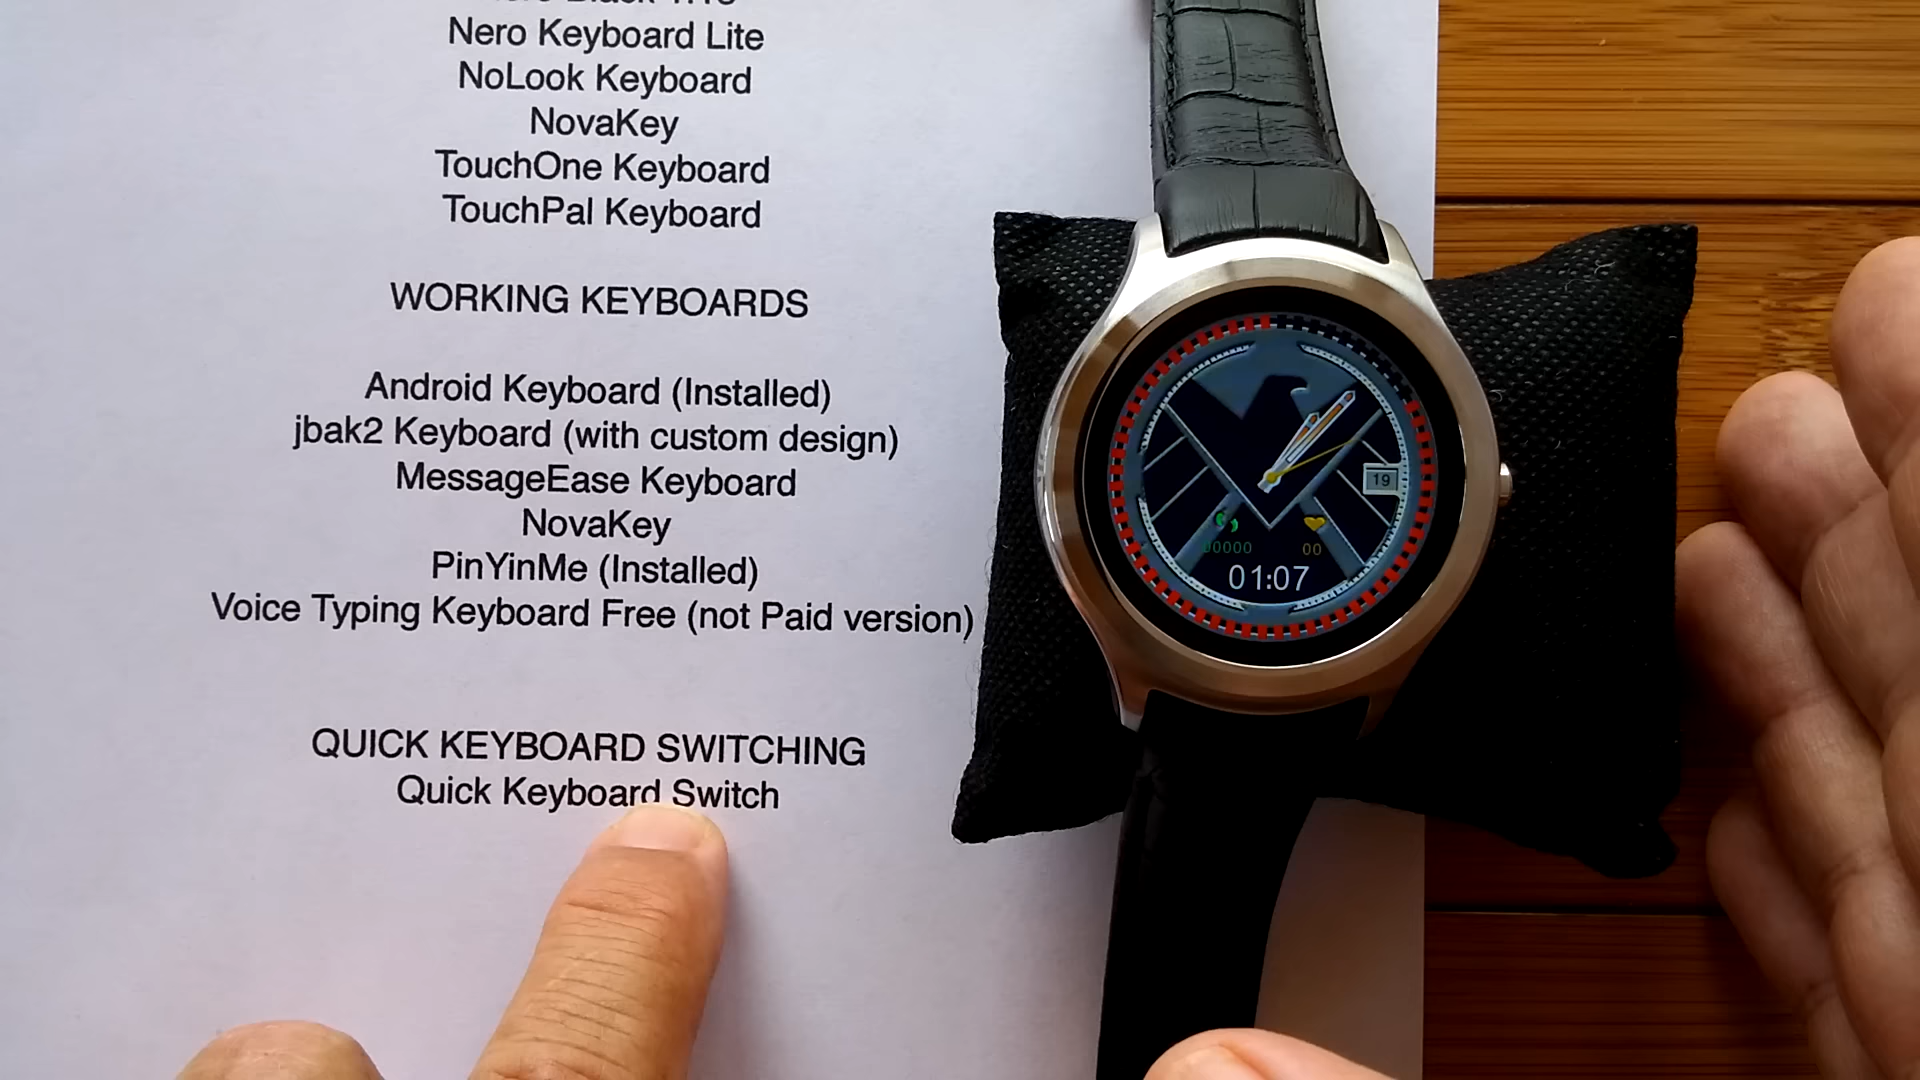 Nero Keyboard Lite
NoLook Keyboard
NovaKey
TouchOne Keyboard
TouchPal Keyboard
WORKING KEYBOARDS
Android Keyboard (Installed)
jbak2 Keyboard (with custom design)
MessageEase Keyboard
NovaKey
PinYinMe (Installed)
Voice Typing Keyboard Free (not Paid version)
QUICK KEYBOARD SWITCHING
Quick Keyboard Switch
19
00000
00
01:07